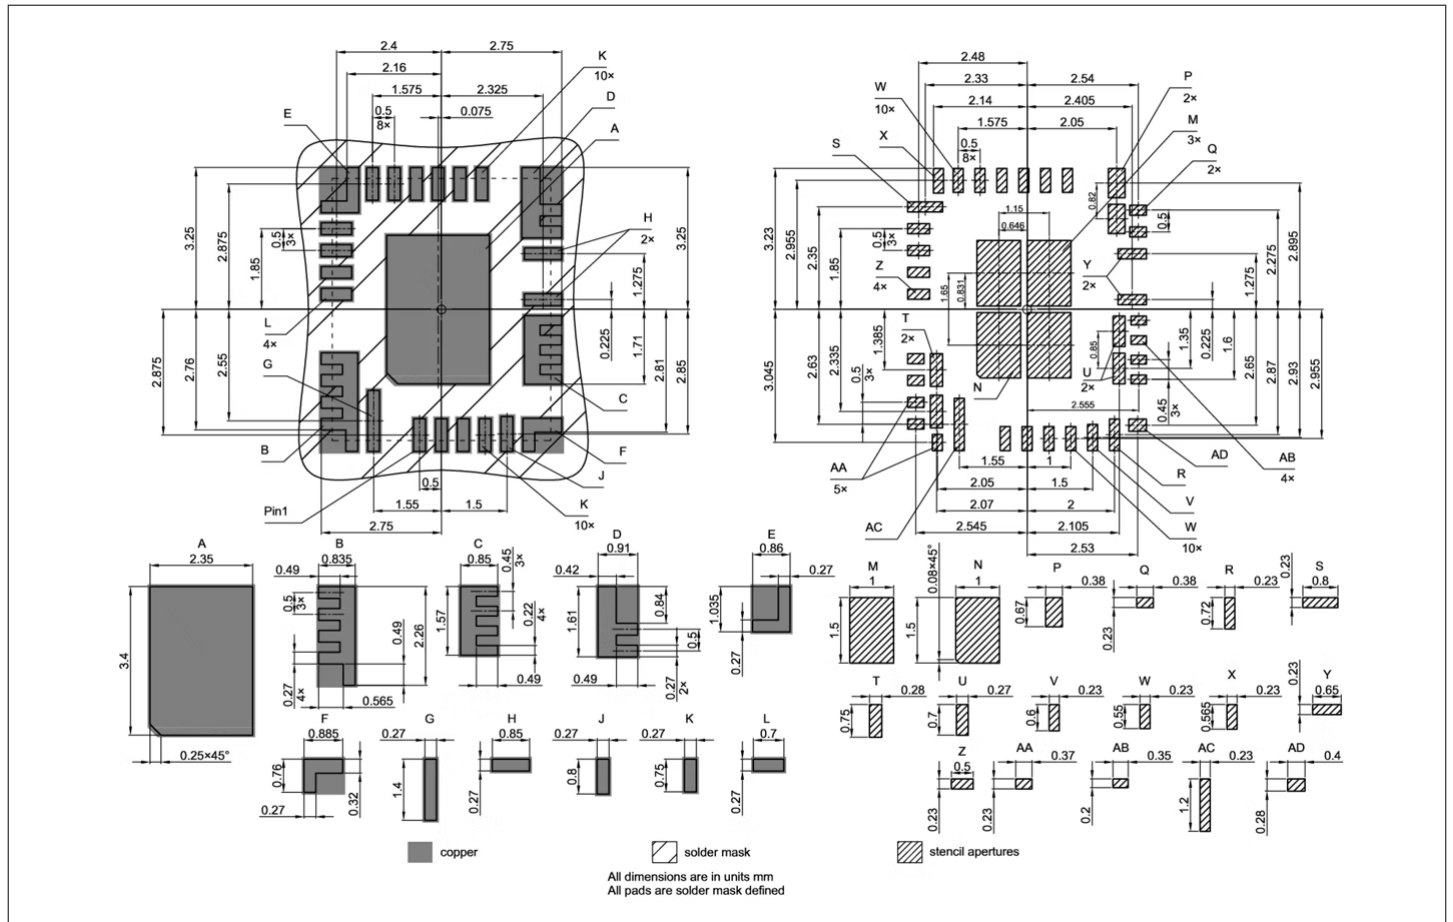 2.4
2.75
K
10×
2.16
1.575
2.325
D
0.5
8×
0.075
E
A
H
2×
3.25
2.875
1.85
0.5
3×
3.25
1.275
L
4×
0.225
1.71
2.81
2.85
2.875
2.76
2.55
G
C
B
F
J
Pin1
0.5
1.55
1.5
K
10×
2.75
2.48
2.33
2.54
P
2×
W
10×
2.14
2.405
M
3×
X
1.575
2.05
Q
2×
S
0.5
8×
0.82
0.5
1.15
0.646
3.23
2.955
2.35
1.85
0.5
3×
Z
4×
1.65
0.831
Y
2×
1.275
2.275
2.895
T
2×
1.385
2.335
2.63
3.045
0.5
3×
N
0.85
U
2×
1.35
0.225
1.6
2.87
2.93
2.955
2.555
0.45
3×
AA
5×
AD
AB
4×
1.55
1
R
2.05
1.5
V
2.07
2
W
10×
AC
2.545
2.105
2.53
A
2.35
3.4
0.25×45°
B
0.835
0.49
0.5
3×
0.49
2.26
0.27
4×
0.565
C
0.85
0.45
3×
1.57
0.22
4×
0.49
D
0.91
0.42
0.84
1.61
0.5
0.49
0.27
2×
E
0.86
0.27
1.035
0.27
F
0.885
0.76
0.32
0.27
G
0.27
1.4
H
0.85
0.27
J
0.27
0.8
K
0.27
0.75
L
0.7
0.27
M
1
1.5
0.08×45°
N
1
1.5
P
0.38
0.67
Q
0.38
0.23
R
0.23
0.72
S
0.23
0.8
T
0.28
0.75
U
0.27
0.7
V
0.23
0.6
W
0.23
0.55
X
0.23
0.565
Y
0.23
0.65
Z
0.5
0.23
AA
0.37
0.23
AB
0.35
0.2
AC
0.23
1.2
AD
0.4
0.28
copper
solder mask
stencil apertures
All dimensions are in units mm
All pads are solder mask defined